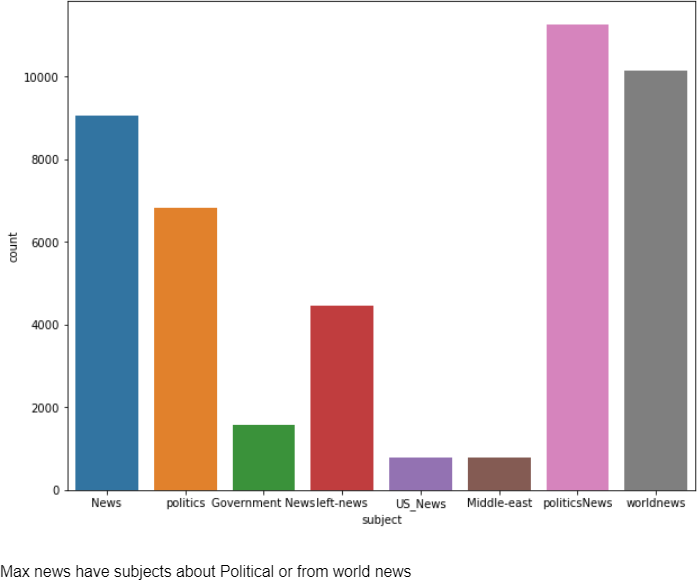 10000
8000
6000
4000
2000
0
count
News politics Government News left-news US_News Middle-east politicsNews worldnews
subject
Max news have subjects about Political or from world news